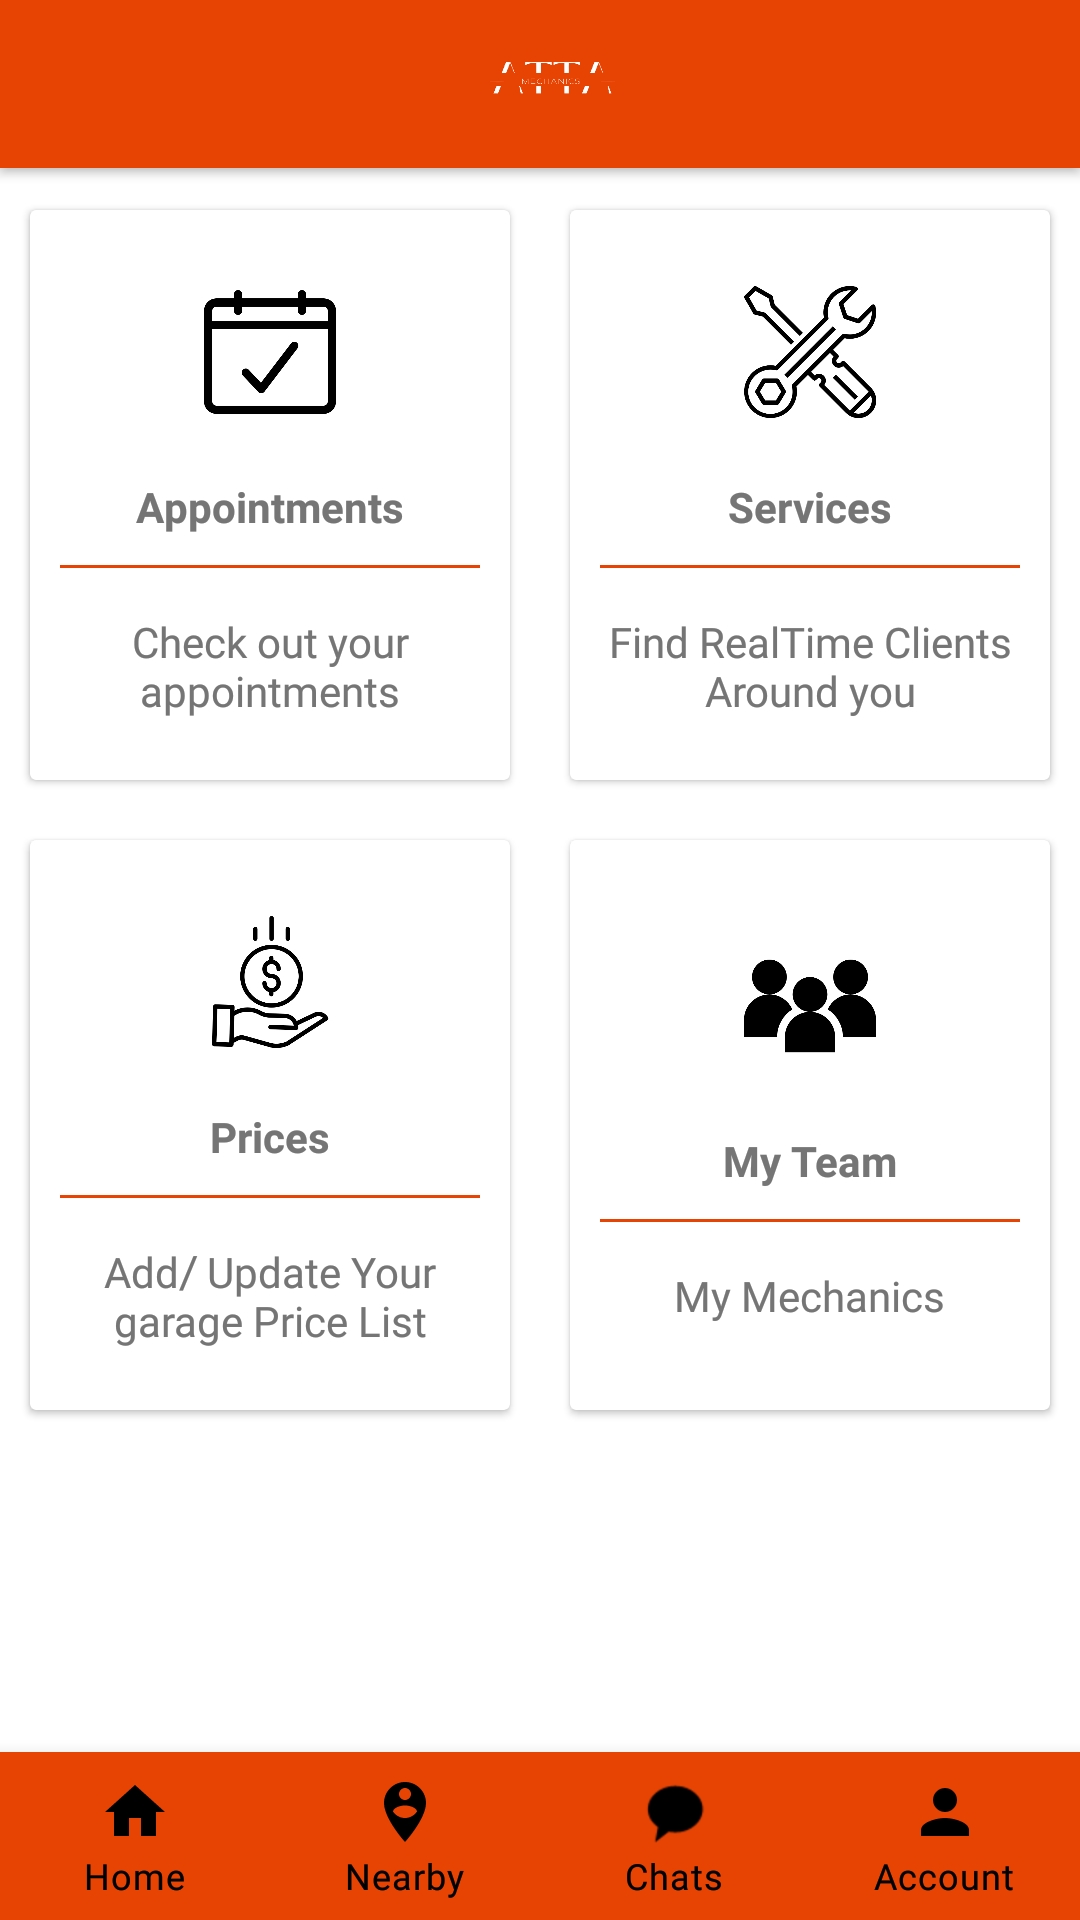 ATTA
MECHANICS
Appointments
Check out your
appointments
Services
Find RealTime Clients
Around you
Prices
Add/ Update Your
garage Price List
My Team
My Mechanics
Home
Nearby
Chats
Account